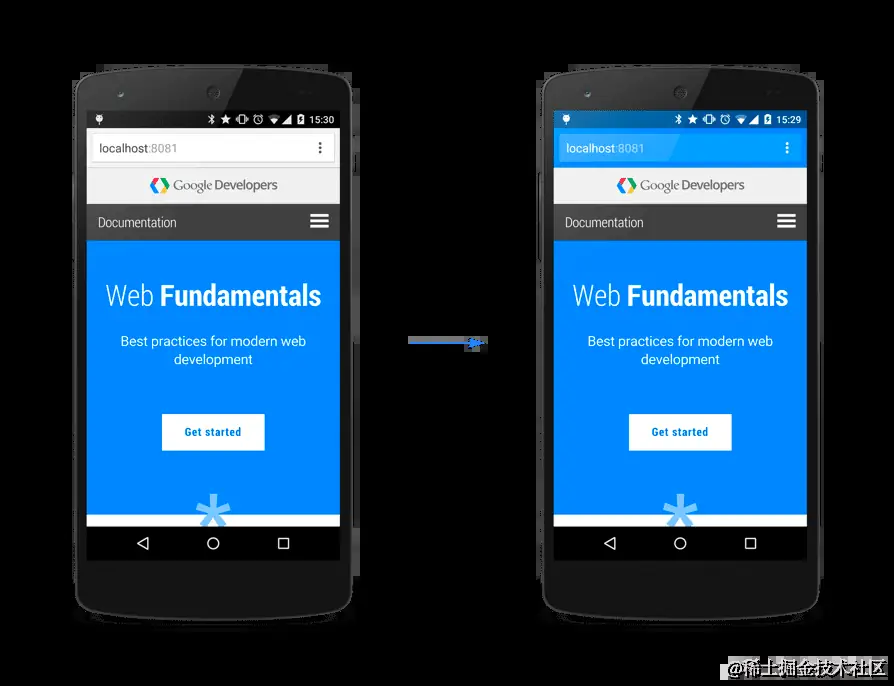 15:30
localhost:8081
Google Developers
Documentation
Web Fundamentals
Best practices for modern web
development
Get started
*
15:29
localhost:8081
Google Developers
Documentation
Web Fundamentals
Best practices for modern web
development
Get started
*
@稀土掘金技术社区